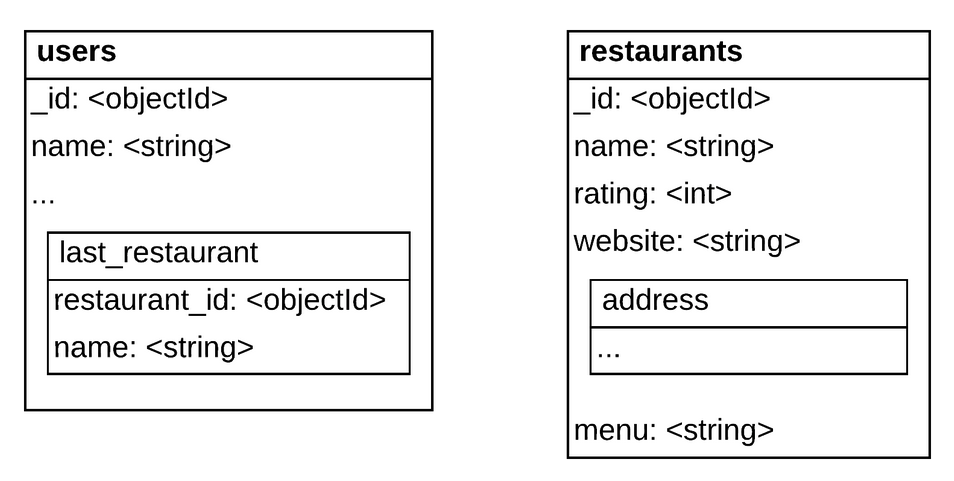 users
_id: <objectId>
name: <string>
...
last_restaurant
restaurant_id: <objectId>
name: <string>
restaurants
_id: <objectId>
name: <string>
rating: <int>
website: <string>
address
...
menu: <string>